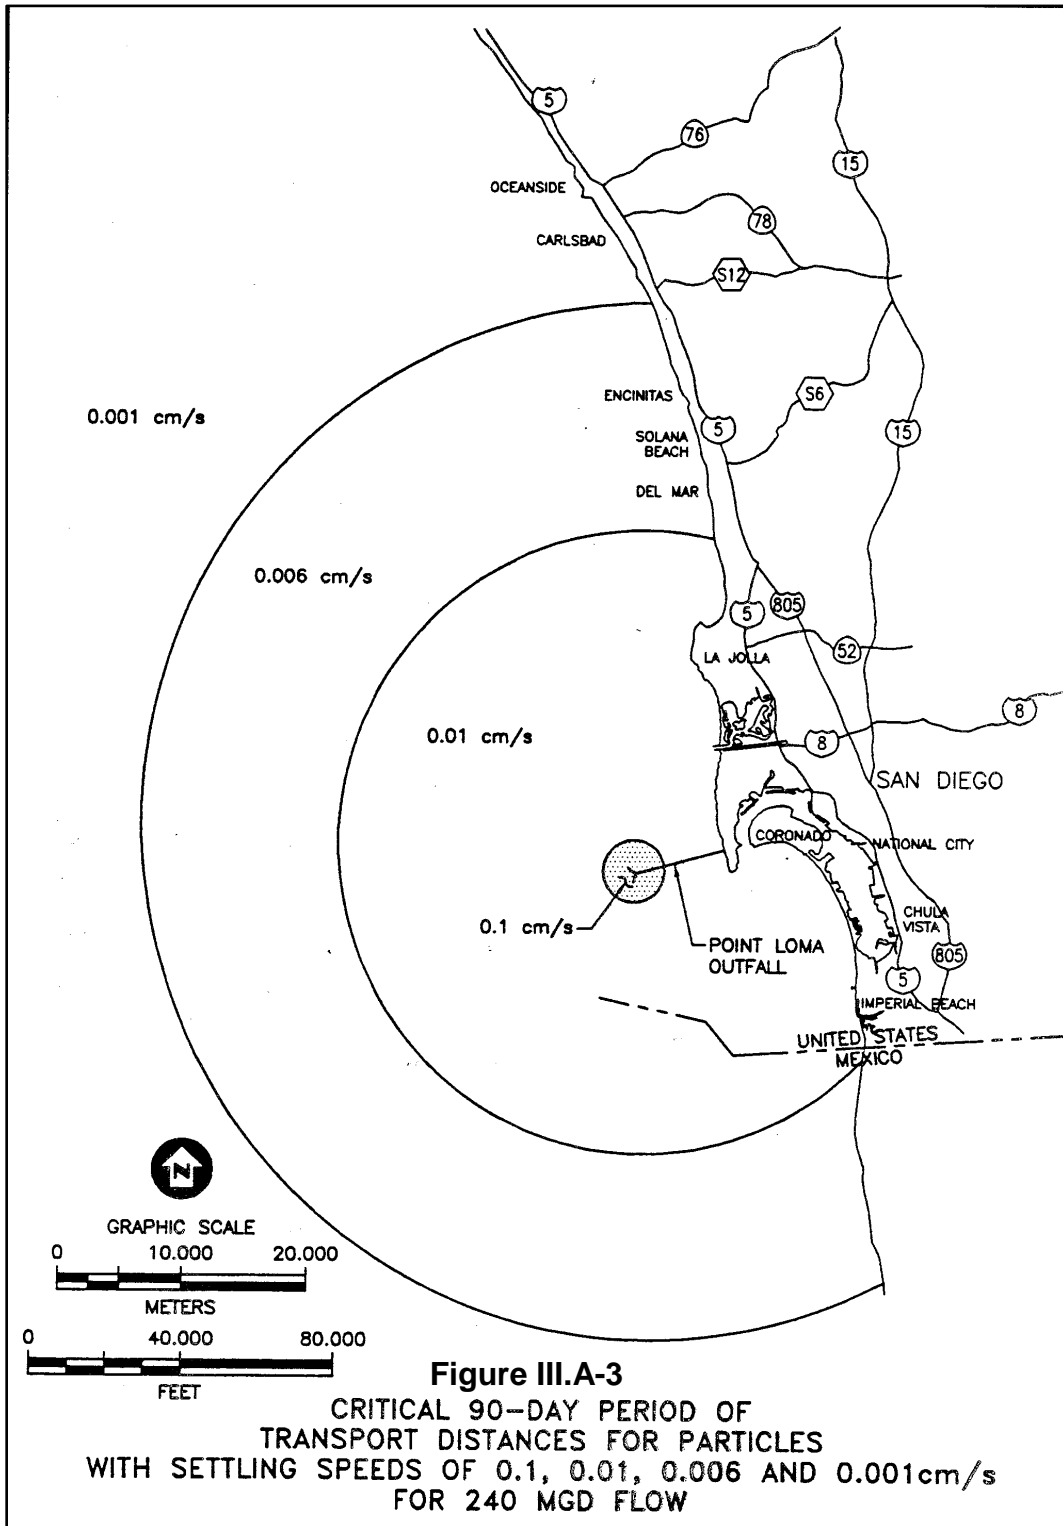 5
76
15
OCEANSIDE
78
CARLSBAD
S12
ENCINITAS
S6
0.001 cm/s
5
15
SOLANA
BEACH
DEL MAR
0.006 cm/s
805
5
52
LA JOLLA
8
0.01 cm/s
8
SAN DIEGO
CORONADO
NATIONAL CITY
0.1 cm/s
CHULA
VISTA
POINT LOMA
OUTFALL
805
5
IMPERIAL BEACH
UNITED STATES
MEXICO
N
GRAPHIC SCALE
0 10.000 20.000
METERS
0 40.000 80.000
FEET
Figure III.A-3
CRITICAL 90-DAY PERIOD OF
TRANSPORT DISTANCES FOR PARTICLES
WITH SETTLING SPEEDS OF 0.1, 0.01, 0.006 AND 0.001cm/s
FOR 240 MGD FLOW